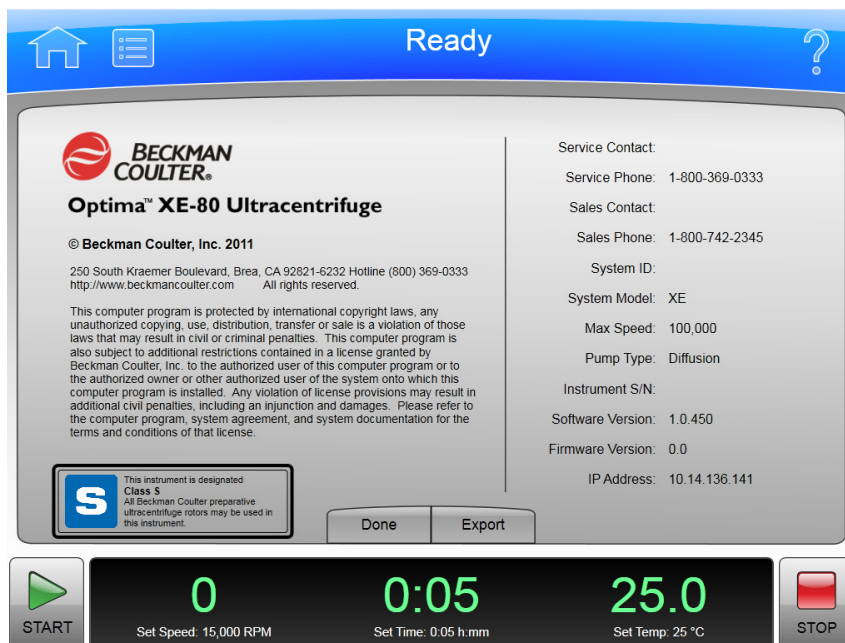 Ready
BECKMAN
COULTER®
Optima™ XE-80 Ultracentrifuge
© Beckman Coulter, Inc. 2011
250 South Kraemer Boulevard, Brea, CA 92821-6232 Hotline (800) 369-0333
http://www.beckmancoulter.com All rights reserved.
This computer program is protected by international copyright laws, any
unauthorized copying, use, distribution, transfer or sale is a violation of those
laws that may result in civil or criminal penalties. This computer program is
also subject to additional restrictions contained in a license granted by
Beckman Coulter, Inc. to the authorized user of this computer program or to
the authorized owner or other authorized user of the system onto which this
computer program is installed. Any violation of license provisions may result in
additional civil penalties, including an injunction and damages. Please refer to
the computer program, system agreement, and system documentation for the
terms and conditions of that license.
S
This instrument is designated
Class S
All Beckman Coulter preparative
ultracentrifuge rotors may be used in
this instrument.
Service Contact:
Service Phone: 1-800-369-0333
Sales Contact:
Sales Phone: 1-800-742-2345
System ID:
System Model: XE
Max Speed: 100,000
Pump Type: Diffusion
Instrument S/N:
Software Version: 1.0.450
Firmware Version: 0.0
IP Address: 10.14.136.141
Done Export
START
0
Set Speed: 15,000 RPM
0:05
Set Time: 0:05 h:mm
25.0
Set Temp: 25 °C
STOP